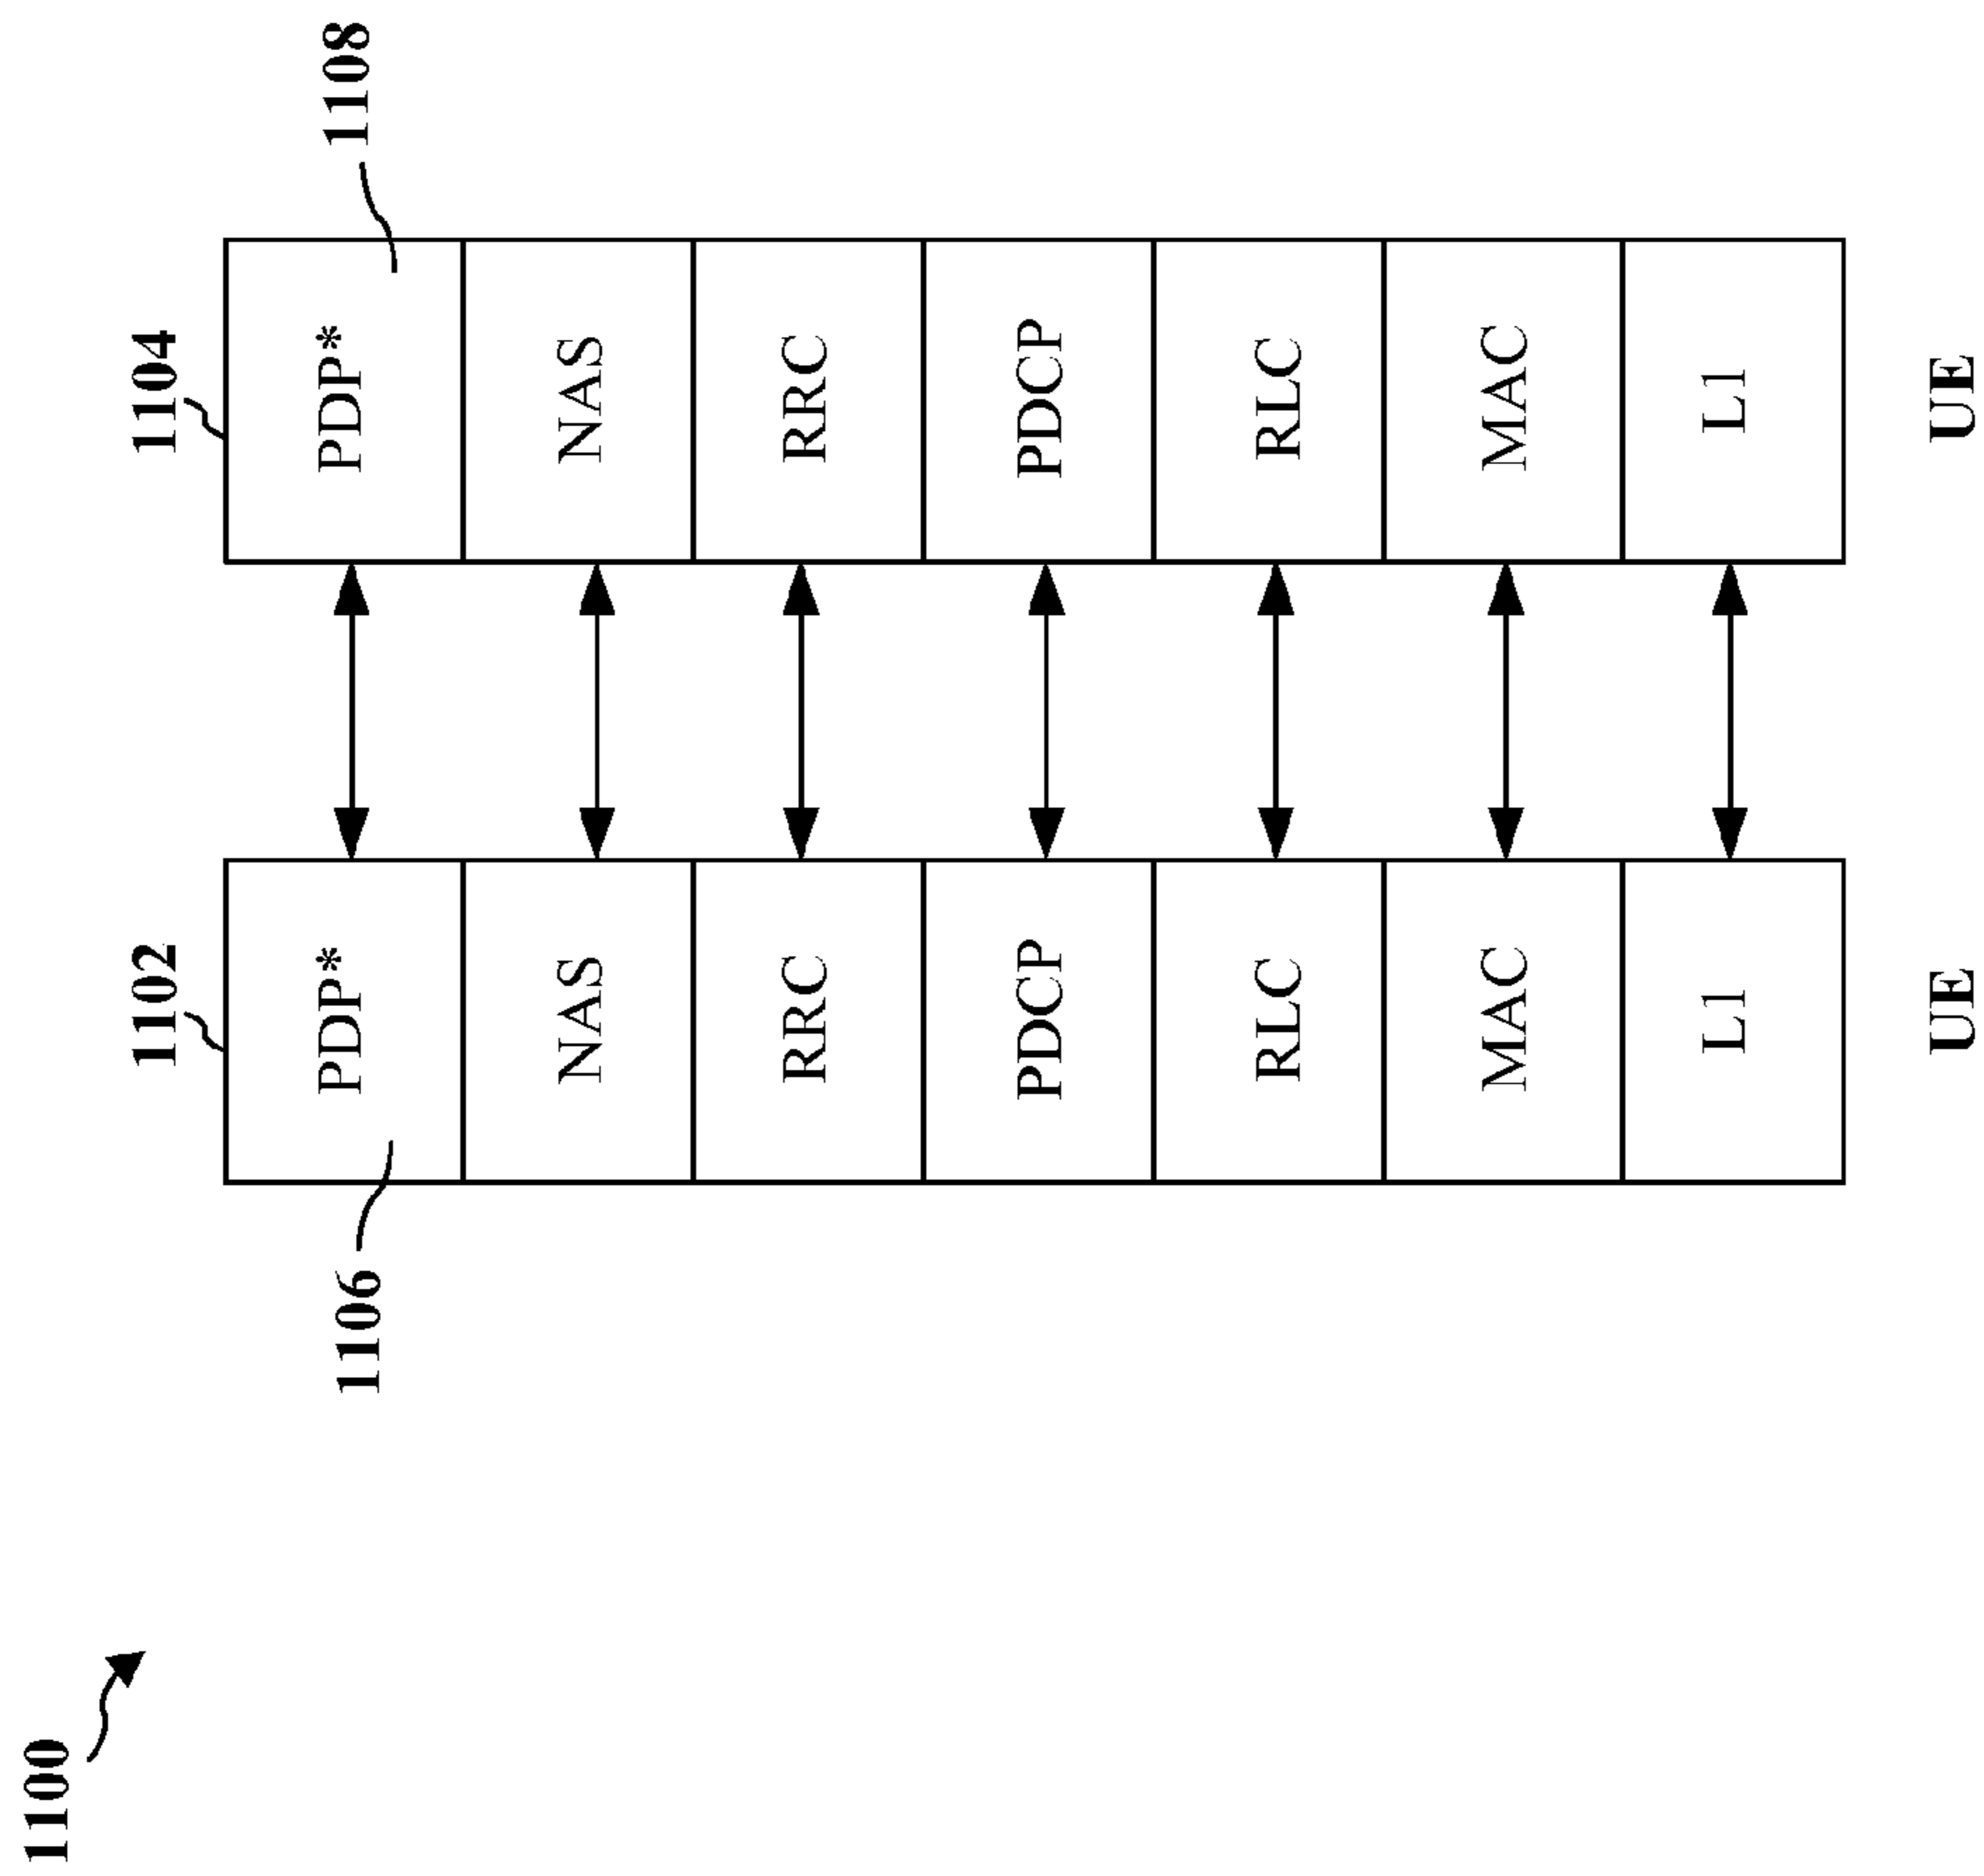 1100
1102 1104
1106 PDP* PDP* 1108
NAS NAS
RRC RRC
PDCP PDCP
RLC RLC
MAC MAC
L1 L1
UE UE